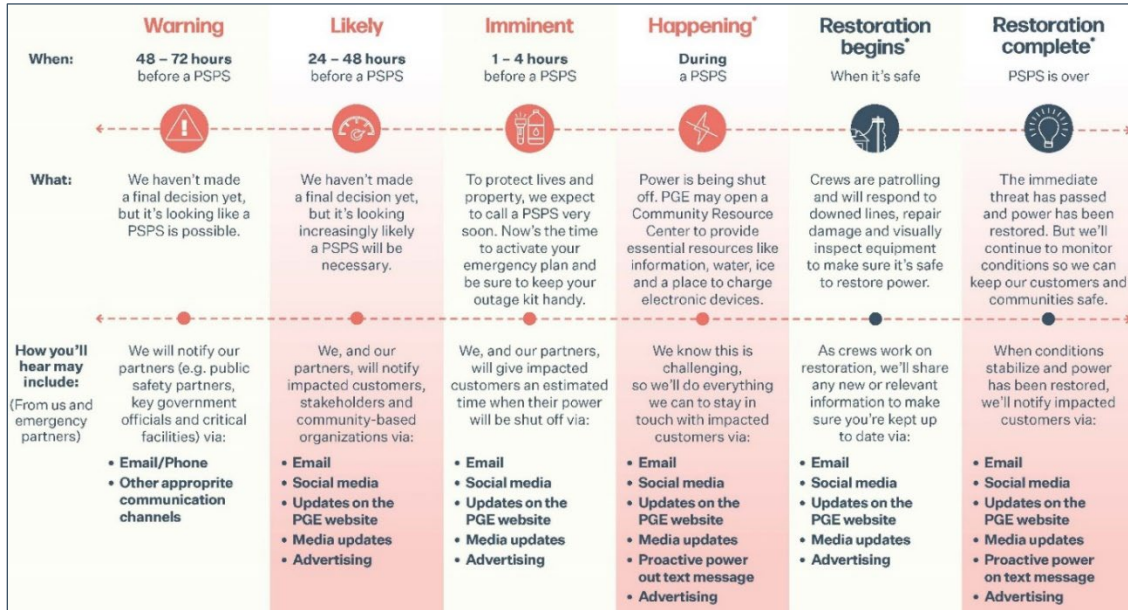 Warning
Likely
Imminent
Happening*
Restoration
begins*
Restoration
complete*
When:
48 – 72 hours
before a PSPS
24 – 48 hours
before a PSPS
1 – 4 hours
before a PSPS
During
a PSPS
When it's safe
PSPS is over
What:
We haven't made
a final decision yet,
but it's looking like a
PSPS is possible.
We haven't made
a final decision yet,
but it's looking
increasingly likely
a PSPS will be
necessary.
To protect lives and
property, we expect
to call a PSPS very
soon. Now's the time
to activate your
emergency plan and
be sure to keep your
outage kit handy.
Power is being shut
off. PGE may open a
Community Resource
Center to provide
essential resources like
information, water, ice
and a place to charge
electronic devices.
Crews are patrolling
and will respond to
downed lines, repair
damage and visually
inspect equipment
to make sure it's safe
to restore power.
The immediate
threat has passed
and power has been
restored. But we'll
continue to monitor
conditions so we can
keep our customers and
communities safe.
How you'll
hear may
include:
(From us and
emergency
partners)
We will notify our
partners (e.g. public
safety partners,
key government
officials and critical
facilities) via:
• Email/Phone
• Other approprite
communication
channels
We, and our
partners, will notify
impacted customers,
stakeholders and
community-based
organizations via:
• Email
• Social media
• Updates on the
PGE website
• Media updates
• Advertising
We, and our partners,
will give impacted
customers an estimated
time when their power
will be shut off via:
• Email
• Social media
• Updates on the
PGE website
• Media updates
• Advertising
We know this is
challenging,
so we'll do everything
we can to stay in
touch with impacted
customers via:
• Email
• Social media
• Updates on the
PGE website
• Media updates
• Proactive power
out text message
• Advertising
As crews work on
restoration, we'll share
any new or relevant
information to make
sure you're kept up
to date via:
• Email
• Social media
• Updates on the
PGE website
• Media updates
• Advertising
When conditions
stabilize and power
has been restored,
we'll notify impacted
customers via:
• Email
• Social media
• Updates on the
PGE website
• Media updates
• Proactive power
on text message
• Advertising